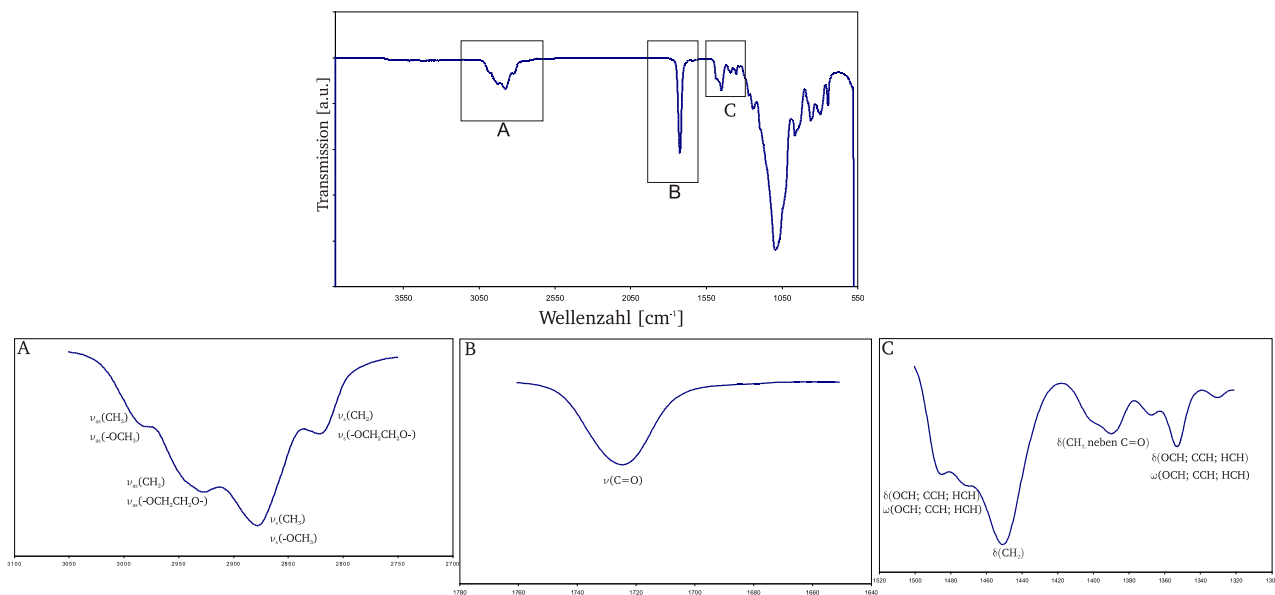 Transmission [a.u.]
A
B
C
3550 3050 2550 2050 1550 1050 550
Wellenzahl [cm⁻¹]
A
νas(CH3)
νas(-OCH3)
νas(CH2)
νas(-OCH2CH2O-)
νs(CH3)
νs(-OCH3)
νs(CH2)
νs(-OCH2CH2O-)
3100 3050 3000 2950 2900 2850 2800 2750 2700
B
ν(C=O)
1780 1760 1740 1720 1700 1680 1660 1640
C
δ(OCH; CCH; HCH)
ω(OCH; CCH; HCH)
δ(CH2)
δ(CH2 neben C=O)
δ(OCH; CCH; HCH)
ω(OCH; CCH; HCH)
1520 1500 1480 1460 1440 1420 1400 1380 1360 1340 1320 130